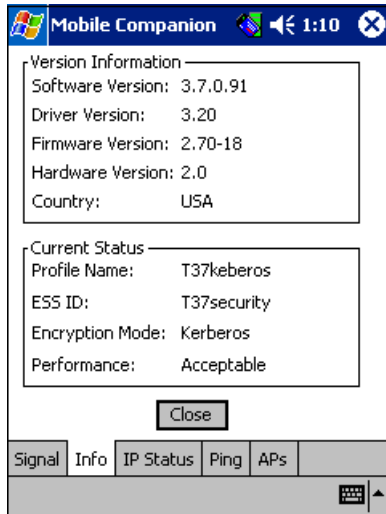 Mobile Companion 1:10
Version Information
Software Version: 3.7.0.91
Driver Version: 3.20
Firmware Version: 2.70-18
Hardware Version: 2.0
Country: USA
Current Status
Profile Name: T37keberos
ESS ID: T37security
Encryption Mode: Kerberos
Performance: Acceptable
Close
Signal Info IP Status Ping APs